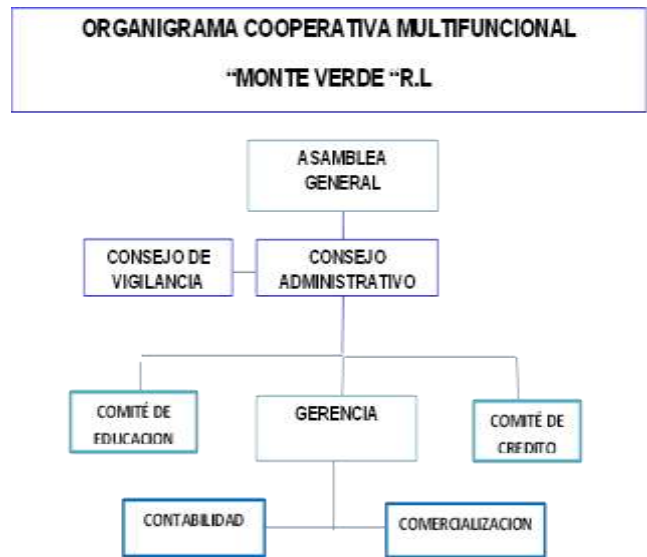 ORGANIGRAMA COOPERATIVA MULTIFUNCIONAL
“MONTE VERDE “R.L
ASAMBLEA
GENERAL
CONSEJO DE
VIGILANCIA
CONSEJO
ADMINISTRATIVO
COMITÉ DE
EDUCACION
GERENCIA
COMITÉ DE
CREDITO
CONTABILIDAD
COMERCIALIZACION